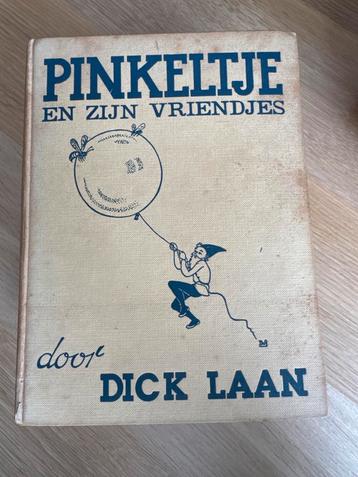 PINKELTJE
EN ZIJN VRIENDJES
door
DICK LAAN